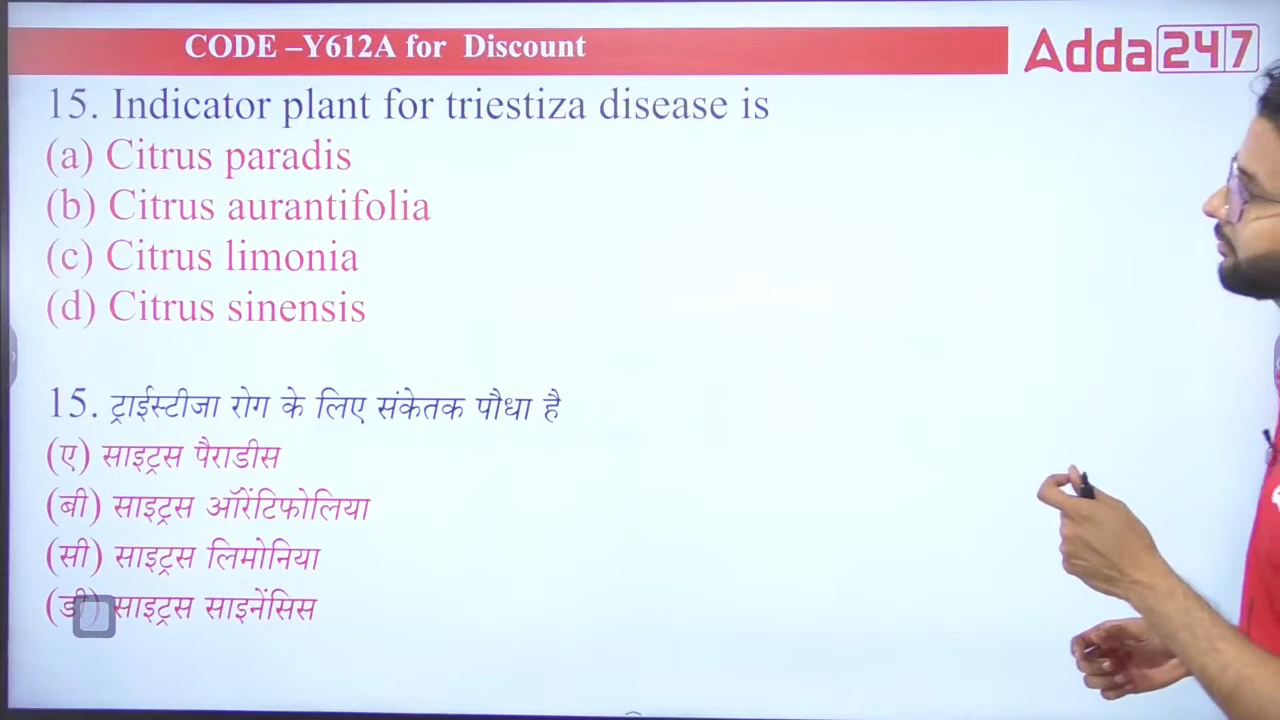 CODE –Y612A for Discount
Adda247
15. Indicator plant for triestiza disease is
(a) Citrus paradis
(b) Citrus aurantifolia
(c) Citrus limonia
(d) Citrus sinensis
15. ट्राईस्टीजा रोग के लिए संकेतक पौधा है
(ए) साइट्रस पैराडीस
(बी) साइट्रस ऑरेंटिफोलिया
(सी) साइट्रस लिमोनिया
(डी) साइट्रस साइनेंसिस